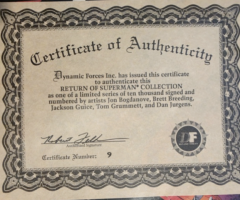 Certificate of Authenticity
Dynamic Forces Inc. has issued this certificate
to authenticate this
RETURN OF SUPERMAN® COLLECTION
as one of a limited series of ten thousand signed and
numbered by artists Jon Bogdanove, Brett Breeding,
Jackson Guice, Tom Grummett, and Dan Jurgens.
Certificate Number: 9